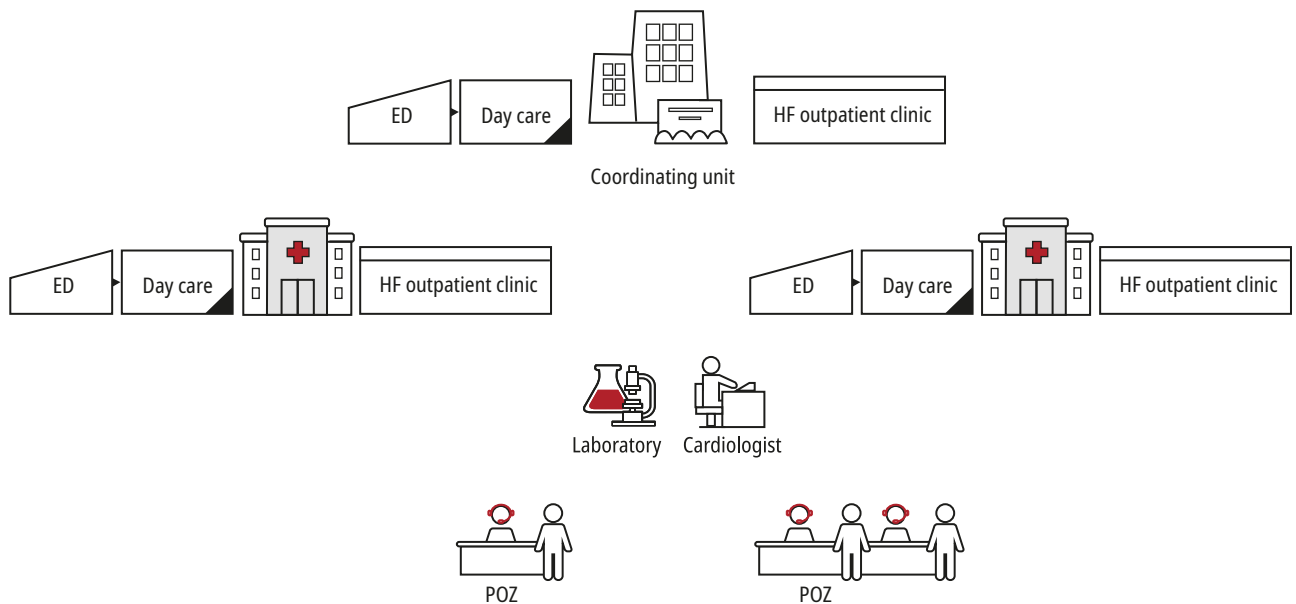 ED
Day care
HF outpatient clinic
Coordinating unit
ED
Day care
HF outpatient clinic
ED
Day care
HF outpatient clinic
Laboratory
Cardiologist
POZ
POZ